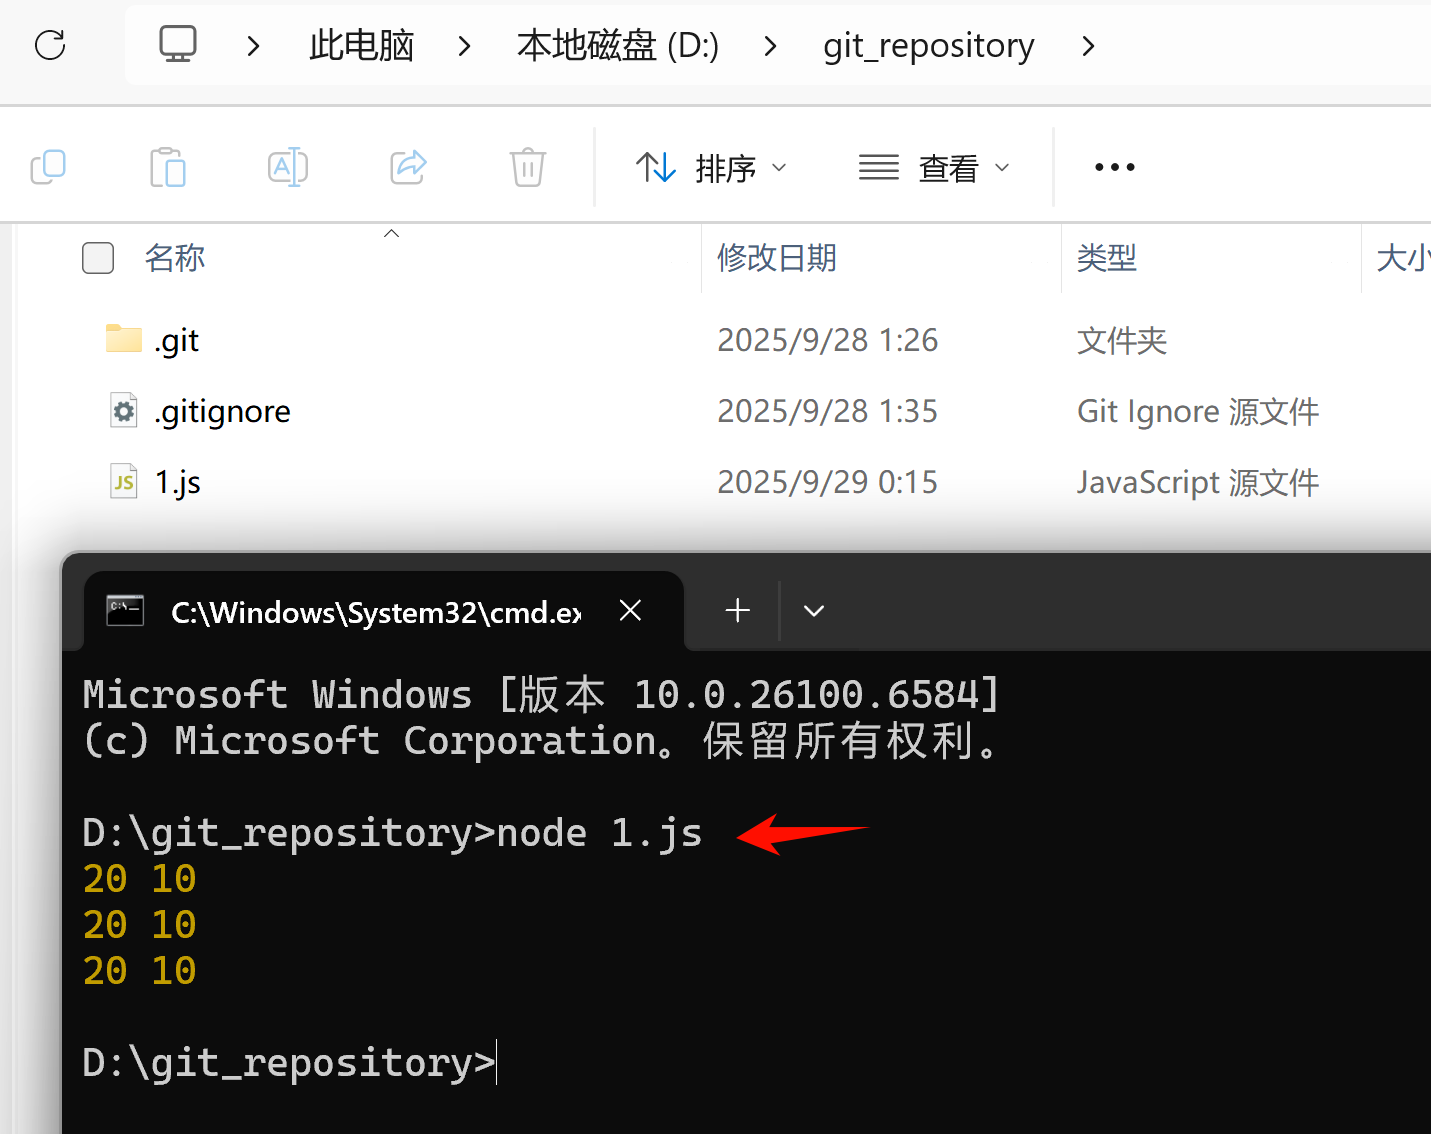 此电脑 本地磁盘 (D:) git_repository
排序 查看
名称 修改日期 类型 大小
.git 2025/9/28 1:26 文件夹
.gitignore 2025/9/28 1:35 Git Ignore 源文件
JS 1.js 2025/9/29 0:15 JavaScript 源文件
C:\Windows\System32\cmd.ex
Microsoft Windows [版本 10.0.26100.6584]
(c) Microsoft Corporation。保留所有权利。
D:\git_repository>node 1.js
20 10
20 10
20 10
D:\git_repository>